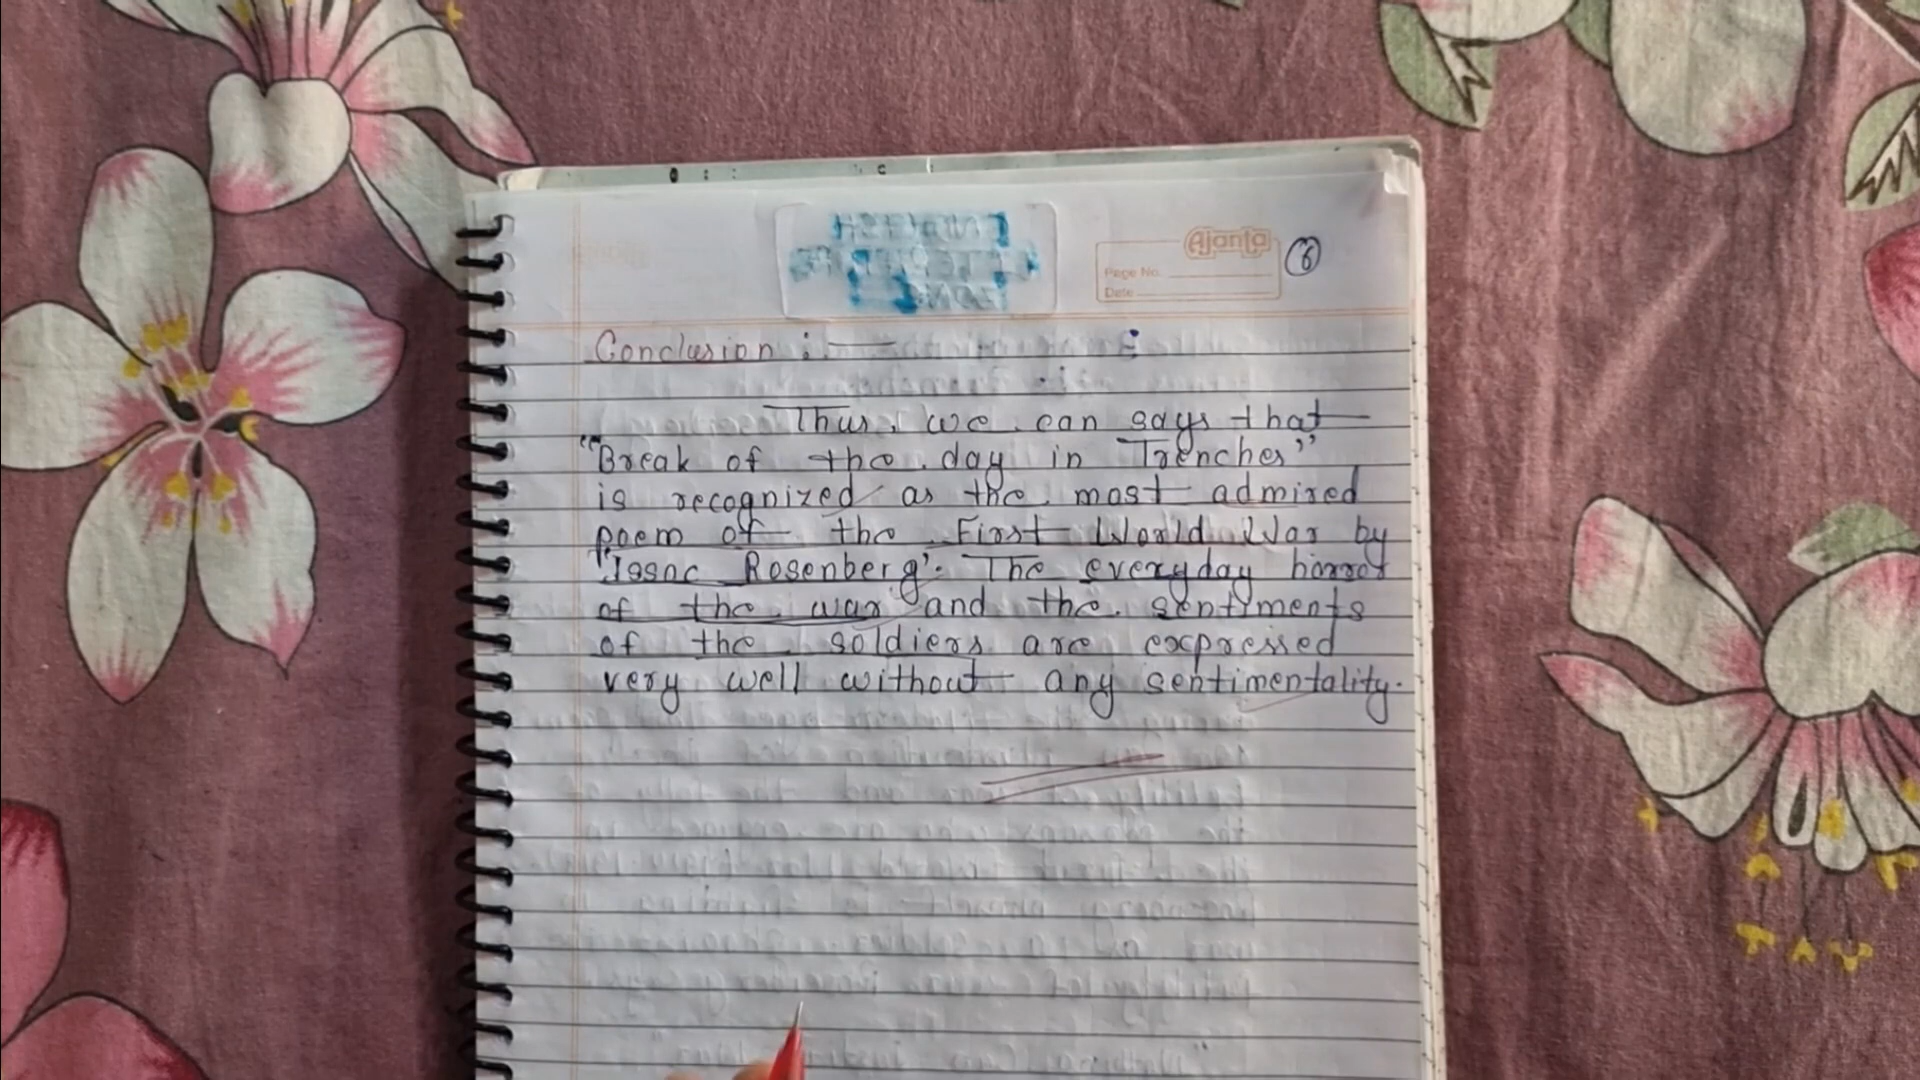 Ajanta
Page No.
Date
6
Conclusion :
Thus, we can says that
"Break of the day in Trenches"
is recognized as the most admired
poem of the First World War by
'Isaac Rosenberg'. The everyday horror
of the war and the sentiments
of the soldiers are expressed
very well without any sentimentality.